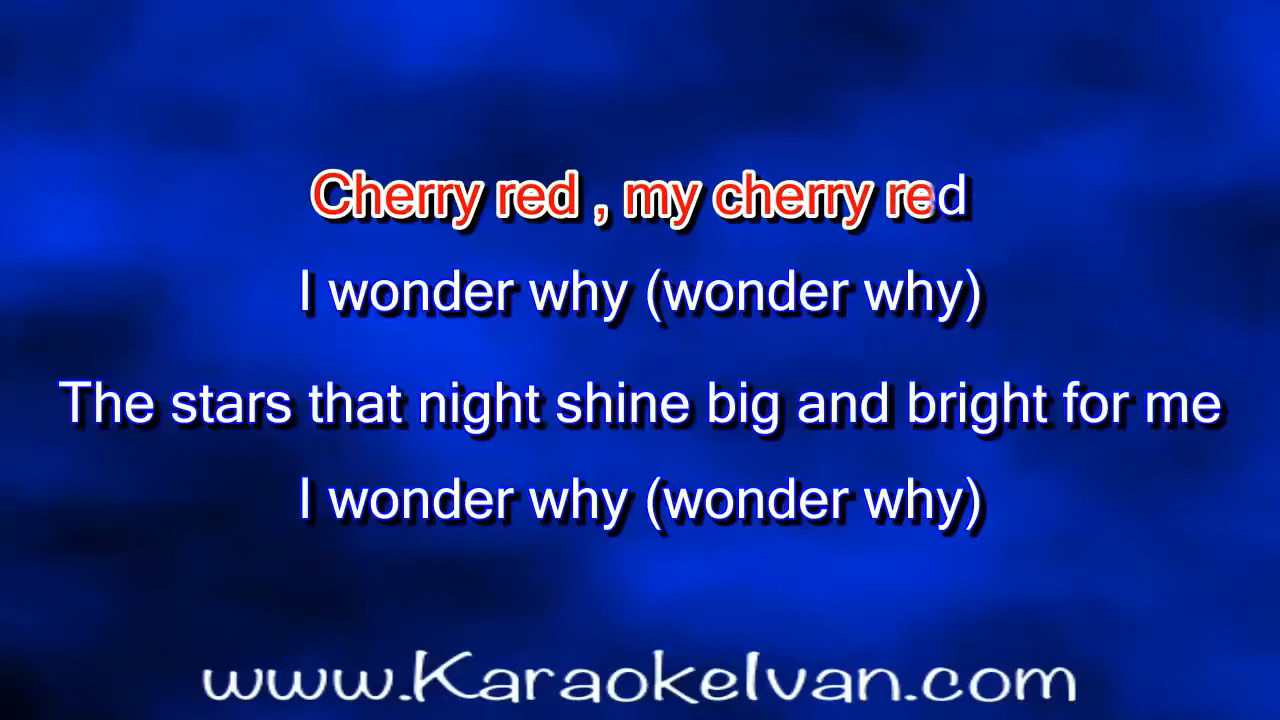 Cherry red , my cherry red
I wonder why (wonder why)
The stars that night shine big and bright for me
I wonder why (wonder why)
www.KaraokeIvan.com